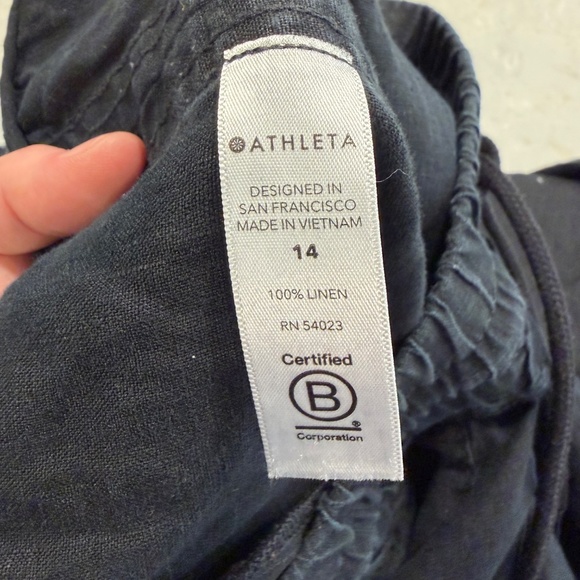 ATHLETA
DESIGNED IN
SAN FRANCISCO
MADE IN VIETNAM
14
100% LINEN
RN 54023
Certified
B
®
Corporation